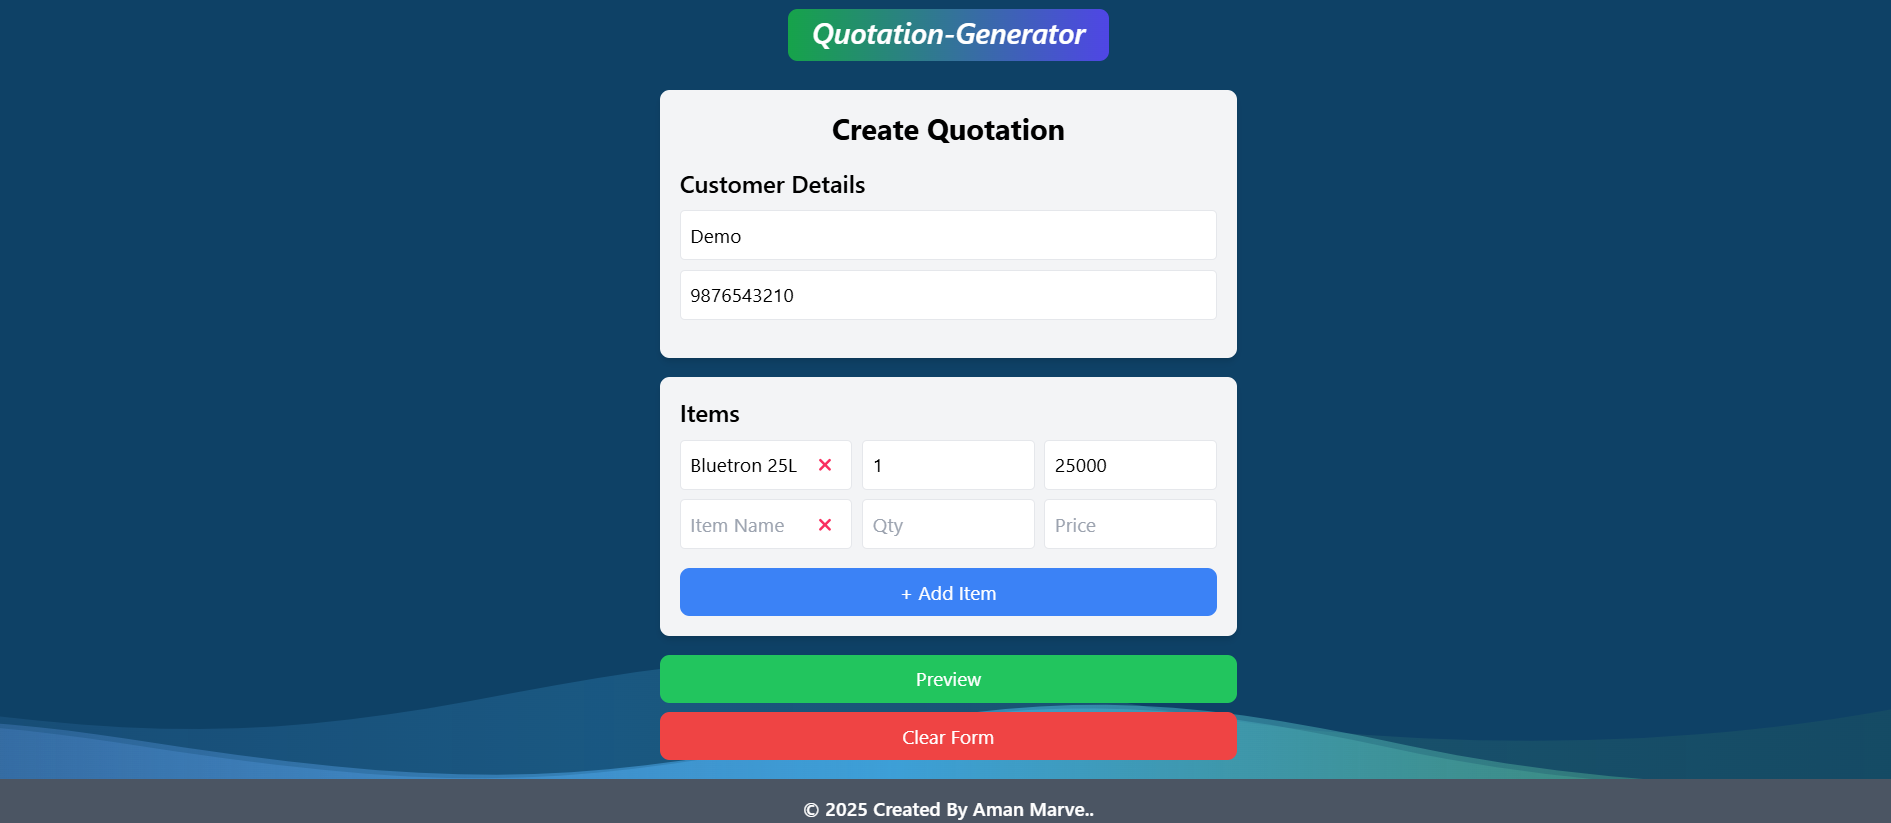 Quotation-Generator
Create Quotation
Customer Details
Demo
9876543210
Items
Bluetron 25L × 1 25000
Item Name × Qty Price
+ Add Item
Preview
Clear Form
© 2025 Created By Aman Marve..